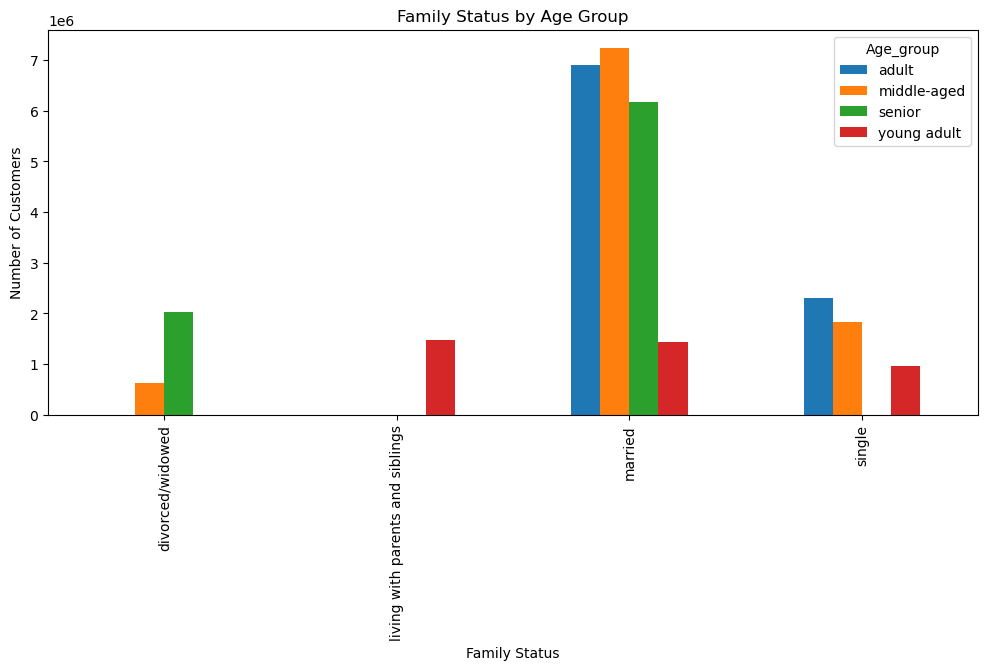 Family Status by Age Group
1e6
Number of Customers
7
6
5
4
3
2
1
0
Age_group
adult
middle-aged
senior
young adult
divorced/widowed
living with parents and siblings
married
single
Family Status